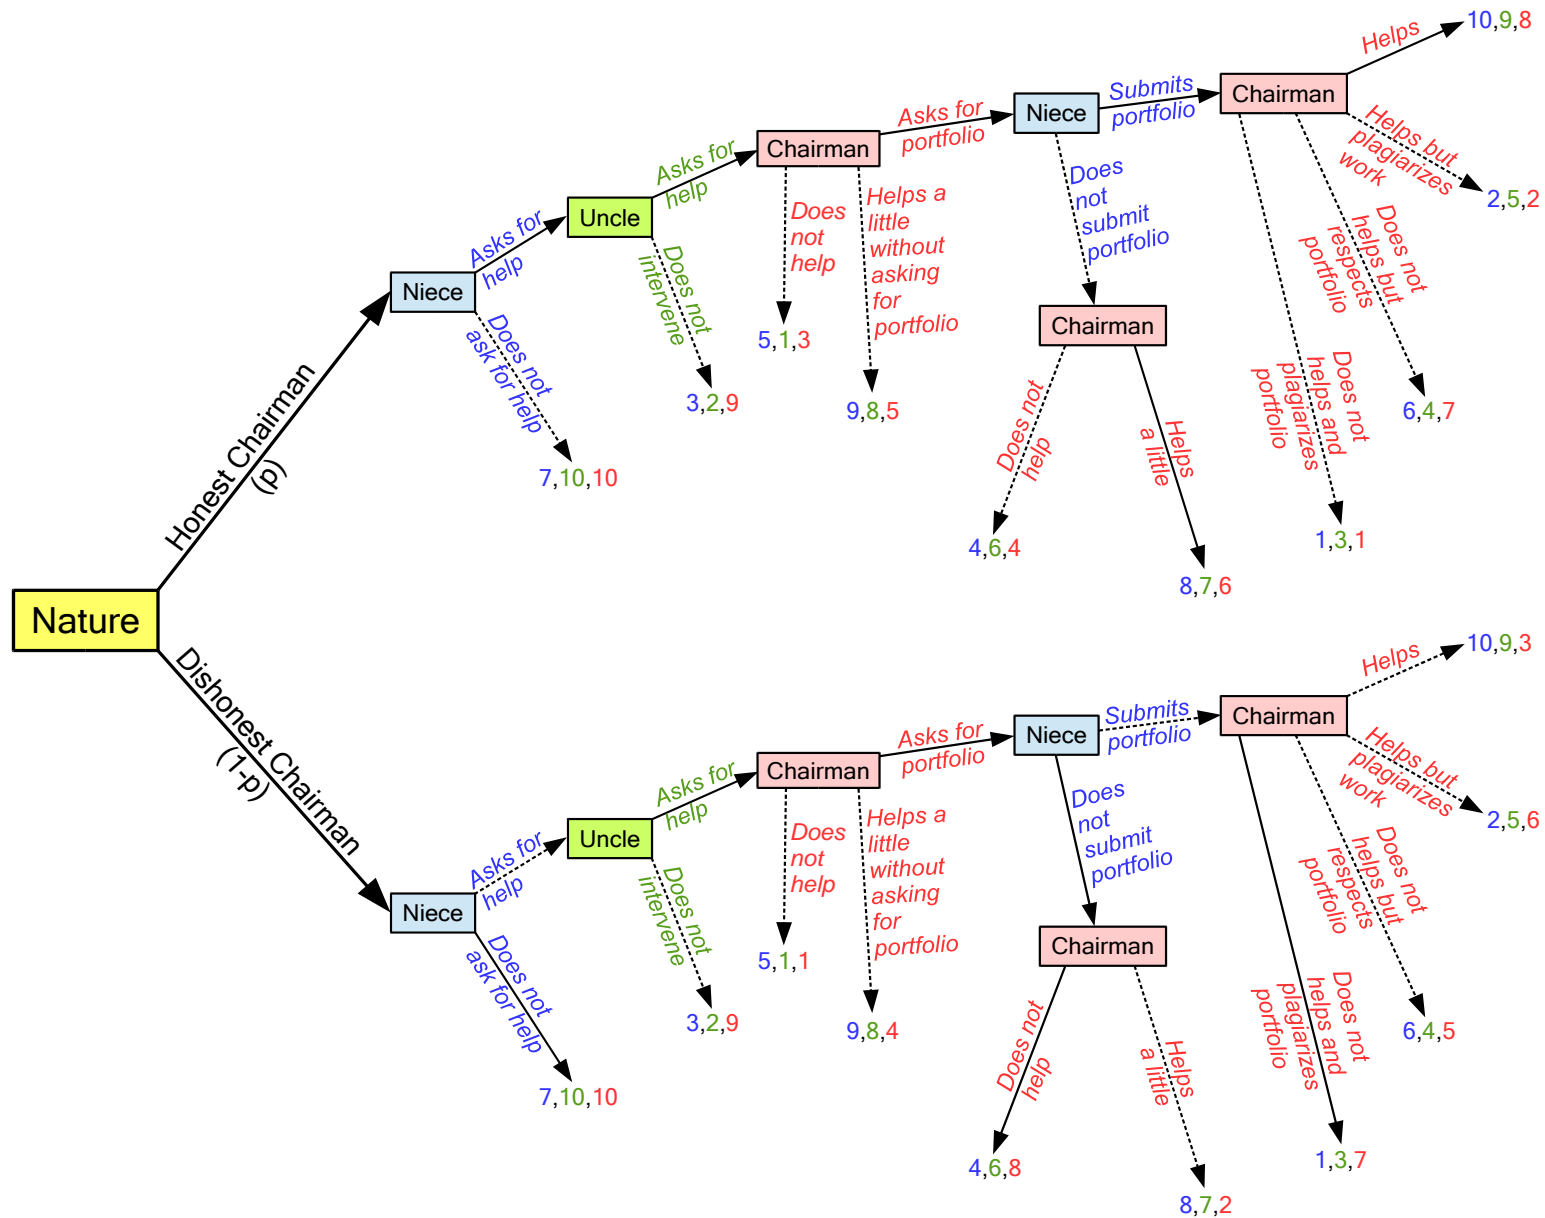 Nature
Honest Chairman
(p)
Niece
Asks for
help
Does not
ask for help
7,10,10
Uncle
Asks for
help
Does not
intervene
3,2,9
Chairman
Does
not
help
5,1,3
Helps a
little
without
asking
for
portfolio
9,8,5
Asks for
portfolio
Niece
Does
not
submit
portfolio
Chairman
Does not
help
4,6,4
Helps
a little
8,7,6
Submits
portfolio
Chairman
Helps
10,9,8
Helps but
plagiarizes
work
2,5,2
Does not
helps but
respects
portfolio
6,4,7
Does not
helps and
plagiarizes
portfolio
1,3,1
Dishonest Chairman
(1-p)
Niece
Asks for
help
Does not
ask for help
7,10,10
Uncle
Asks for
help
Does not
intervene
3,2,9
Chairman
Does
not
help
5,1,1
Helps a
little
without
asking
for
portfolio
9,8,4
Asks for
portfolio
Niece
Does
not
submit
portfolio
Chairman
Does not
help
4,6,8
Helps
a little
8,7,2
Submits
portfolio
Chairman
Helps
10,9,3
Helps but
plagiarizes
work
2,5,6
Does not
helps but
respects
portfolio
6,4,5
Does not
helps and
plagiarizes
portfolio
1,3,7